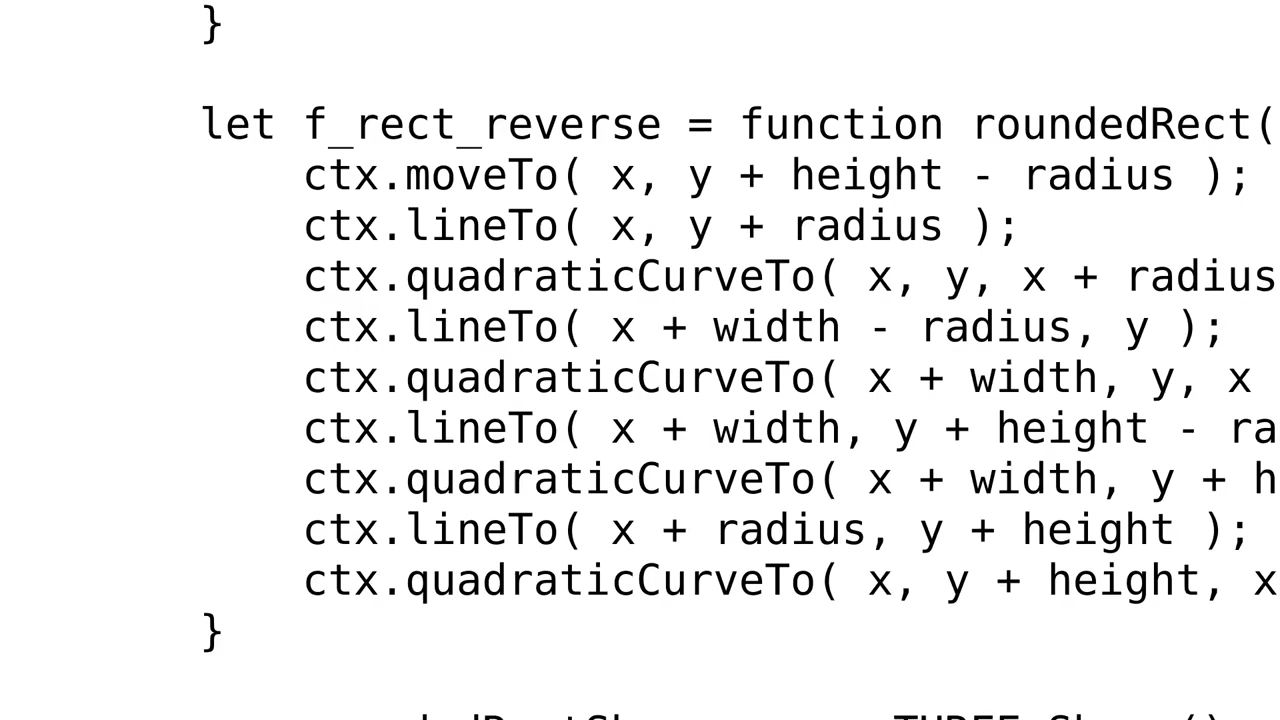 }
let f_rect_reverse = function roundedRect(
ctx.moveTo( x, y + height - radius );
ctx.lineTo( x, y + radius );
ctx.quadraticCurveTo( x, y, x + radius
ctx.lineTo( x + width - radius, y );
ctx.quadraticCurveTo( x + width, y, x
ctx.lineTo( x + width, y + height - ra
ctx.quadraticCurveTo( x + width, y + h
ctx.lineTo( x + radius, y + height );
ctx.quadraticCurveTo( x, y + height, x
}